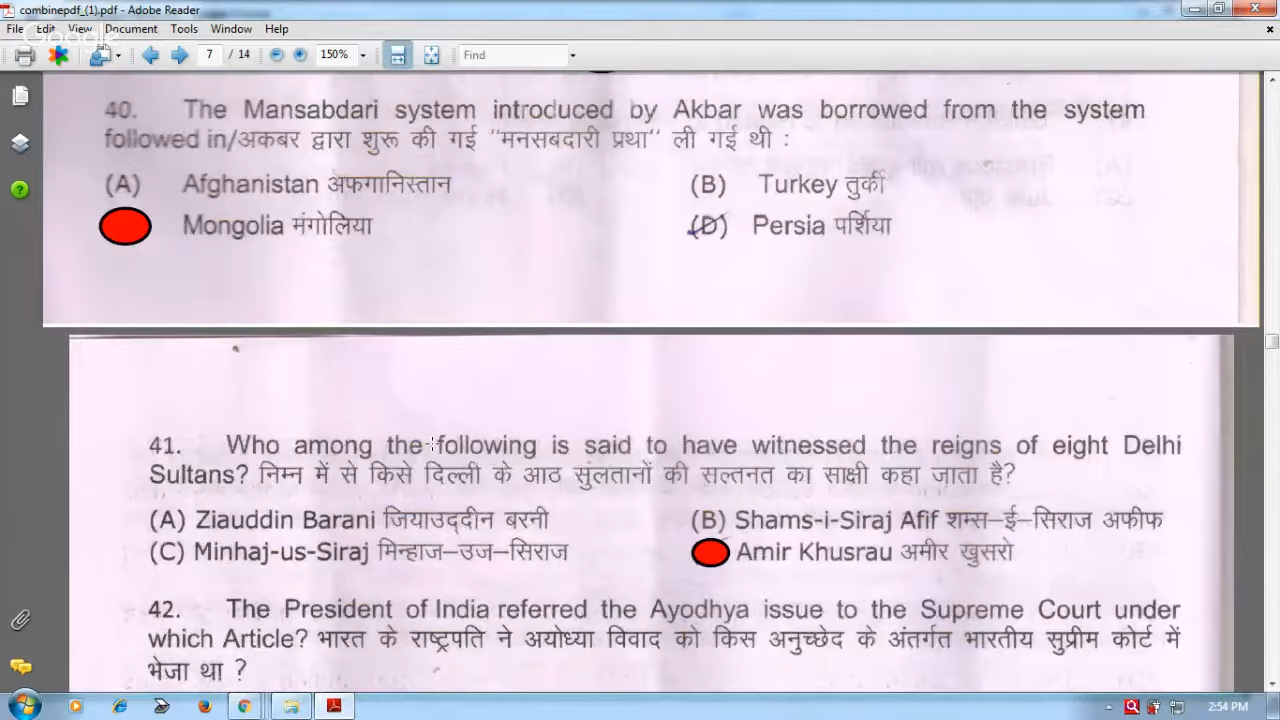 combinepdf_(1).pdf - Adobe Reader
File Edit View Document Tools Window Help
Google
7 / 14 150% Find
40. The Mansabdari system introduced by Akbar was borrowed from the system
followed in/अकबर द्वारा शुरू की गई "मनसबदारी प्रथा" ली गई थी :
(A) Afghanistan अफगानिस्तान (B) Turkey तुर्की
Mongolia मंगोलिया (D) Persia पर्शिया
41. Who among the following is said to have witnessed the reigns of eight Delhi
Sultans? निम्न में से किसे दिल्ली के आठ सुंलतानों की सल्तनत का साक्षी कहा जाता है?
(A) Ziauddin Barani जियाउद्दीन बरनी (B) Shams-i-Siraj Afif शम्स-ई-सिराज अफीफ
(C) Minhaj-us-Siraj मिन्हाज-उज-सिराज Amir Khusrau अमीर खुसरो
42. The President of India referred the Ayodhya issue to the Supreme Court under
which Article? भारत के राष्ट्रपति ने अयोध्या विवाद को किस अनुच्छेद के अंतर्गत भारतीय सुप्रीम कोर्ट में
भेजा था ?
2:54 PM